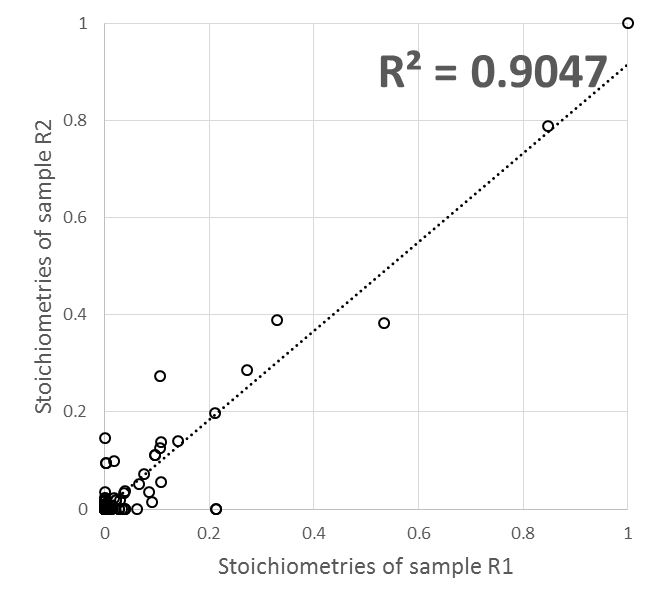 1
R² = 0.9047
0.8
0.6
0.4
0.2
0
Stoichiometries of sample R2
0 0.2 0.4 0.6 0.8 1
Stoichiometries of sample R1